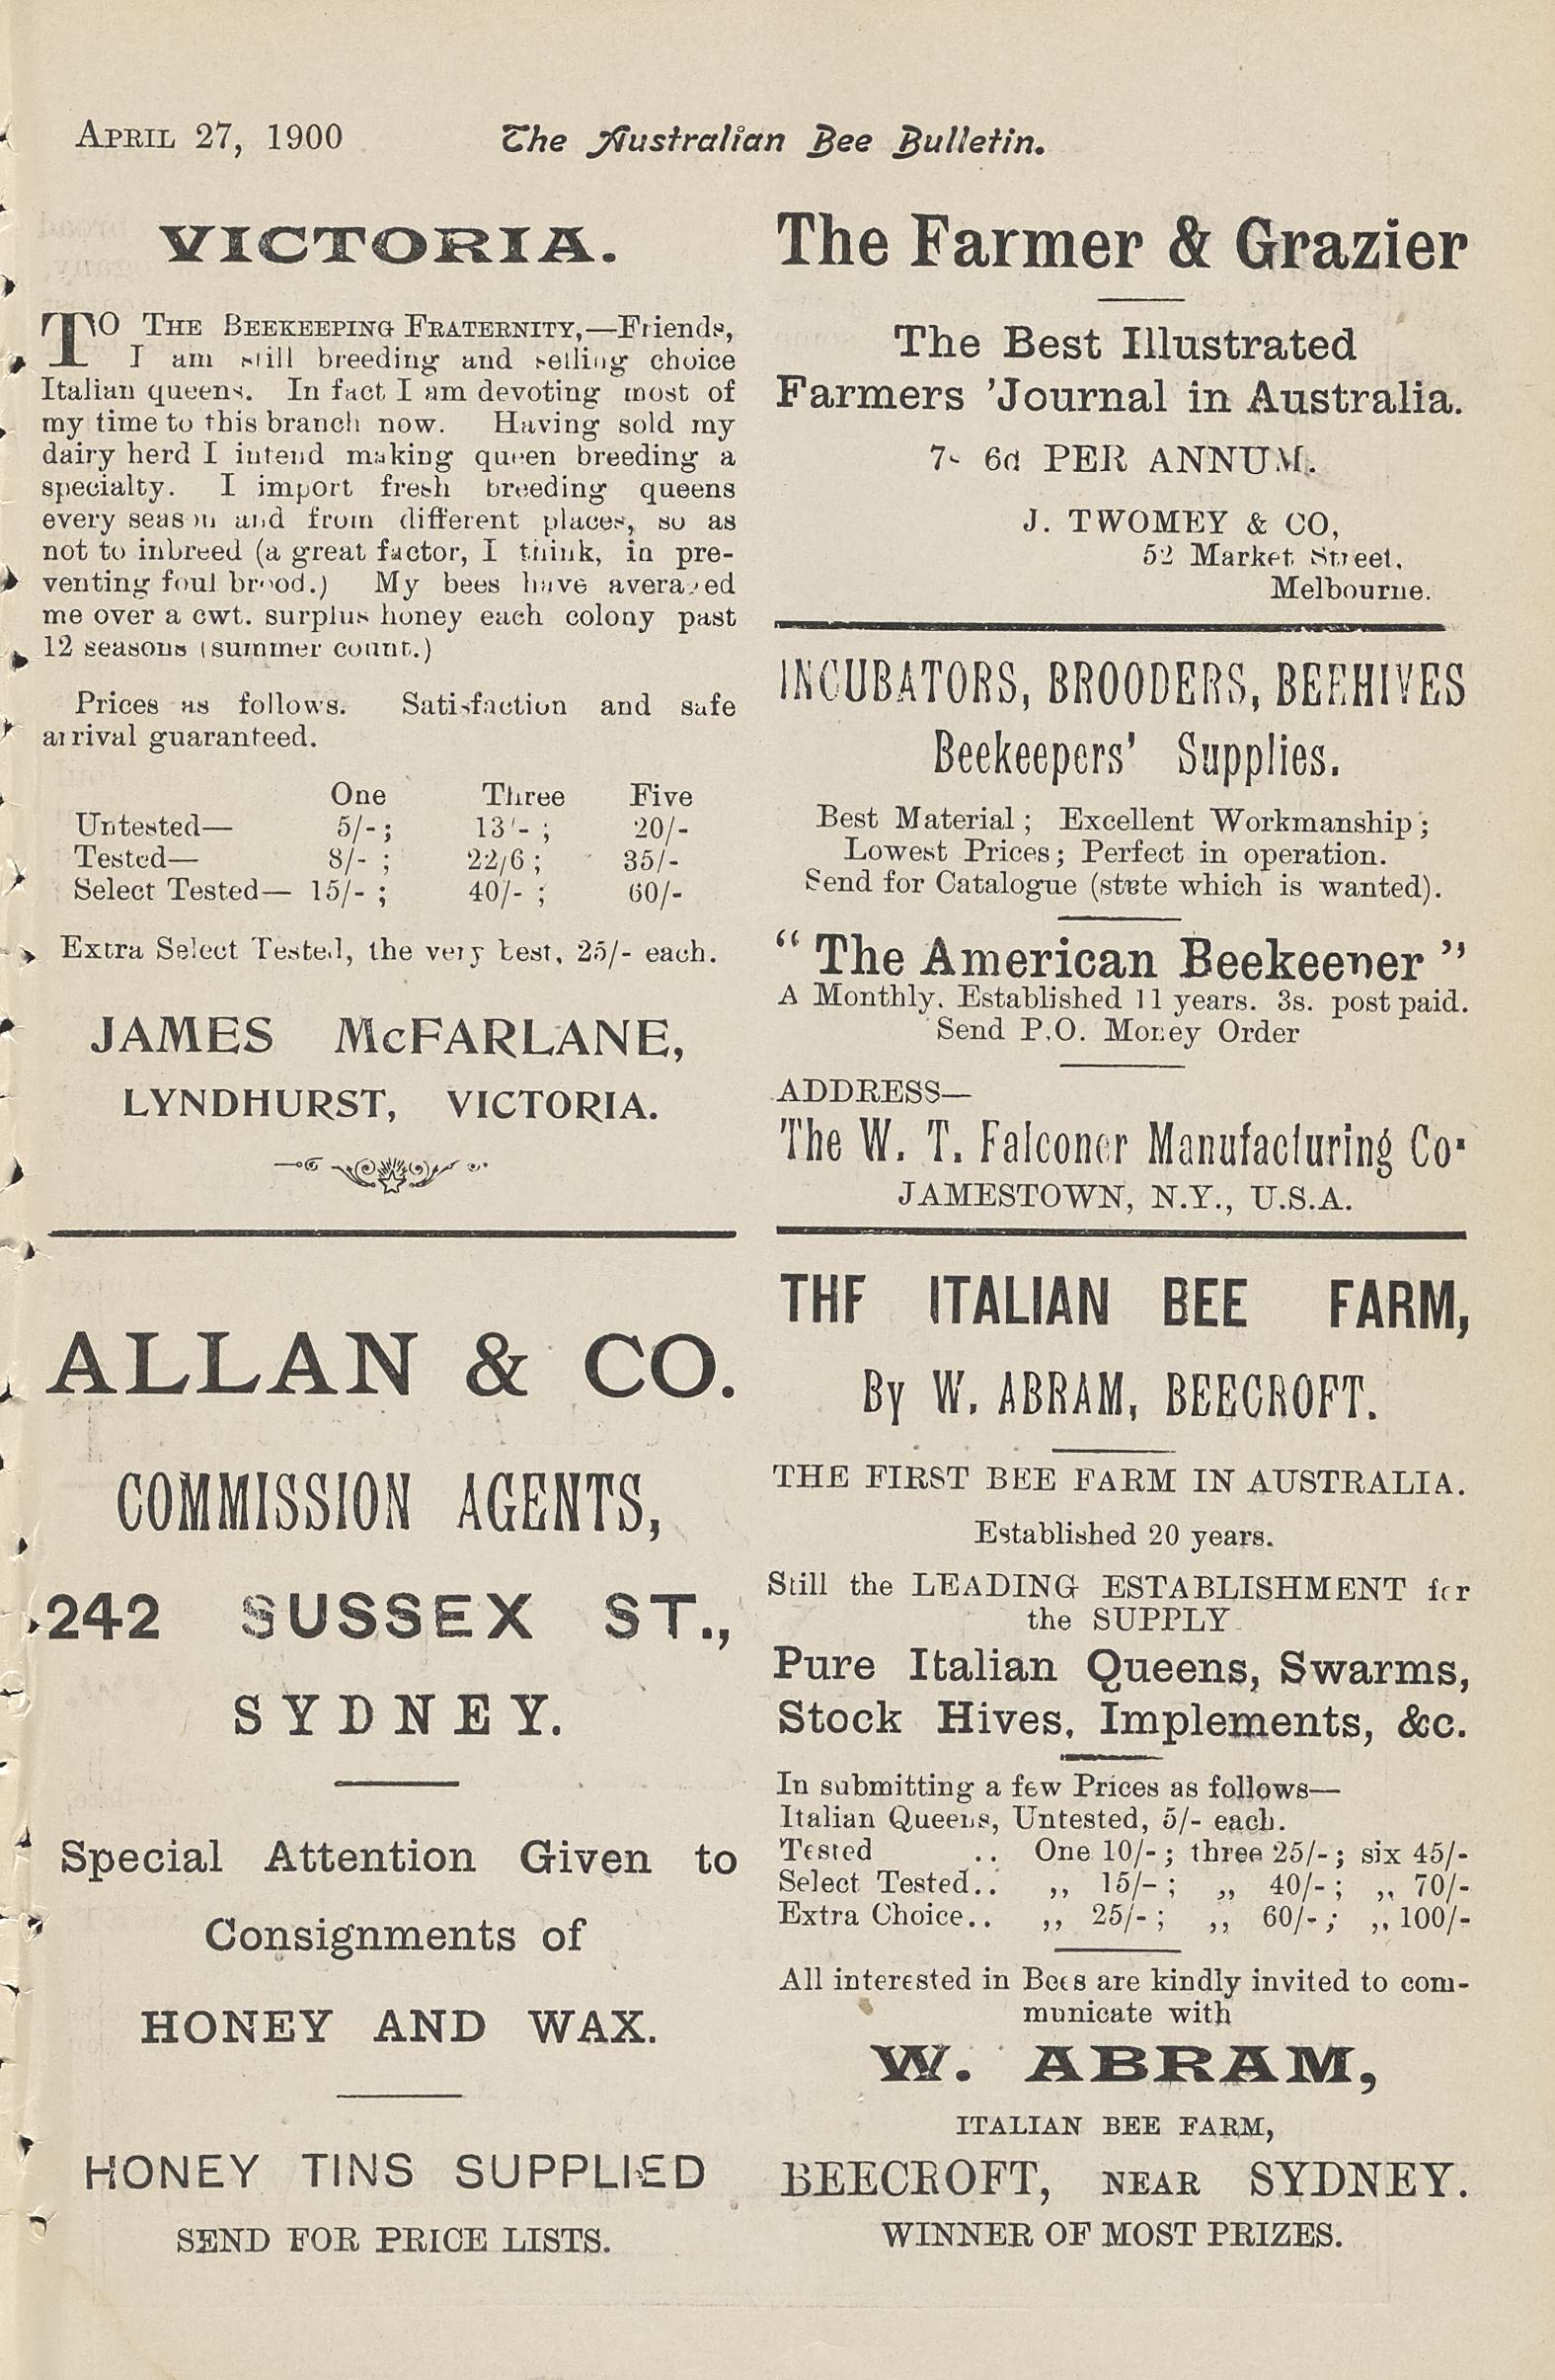 APRIL 27, 1900 The Australian Bee Bulletin.
VICTORIA.
TO THE BEEKEEPING FRATERNITY,—Friends,
I am still breeding and selling choice
Italian queens. In fact I am devoting most of
my time to this branch now. Having sold my
dairy herd I intend making queen breeding a
specialty. I import fresh breeding queens
every season and from different places, so as
not to inbreed (a great factor, I think, in pre-
venting foul brood.) My bees have averaged
me over a cwt. surplus honey each colony past
12 seasons (summer count.)
Prices as follows. Satisfaction and safe
arrival guaranteed.
One Three Five
Untested— 5/-; 13/- ; 20/-
Tested— 8/- ; 22/6 ; 35/-
Select Tested— 15/- ; 40/- ; 60/-
Extra Select Tested, the very best, 25/- each.
JAMES McFARLANE,
LYNDHURST, VICTORIA.
ALLAN & CO.
COMMISSION AGENTS,
242 SUSSEX ST.,
SYDNEY.
Special Attention Given to
Consignments of
HONEY AND WAX.
HONEY TINS SUPPLIED
SEND FOR PRICE LISTS.
The Farmer & Grazier
The Best Illustrated
Farmers 'Journal in Australia.
7s 6d PER ANNUM.
J. TWOMEY & CO,
52 Market Street,
Melbourne.
INCUBATORS, BROODERS, BEEHIVES
Beekeepers' Supplies.
Best Material ; Excellent Workmanship ;
Lowest Prices ; Perfect in operation.
Send for Catalogue (state which is wanted).
" The American Beekeeper "
A Monthly. Established 11 years. 3s. post paid.
Send P.O. Money Order
ADDRESS—
The W. T. Falconer Manufacturing Co.
JAMESTOWN, N.Y., U.S.A.
THE ITALIAN BEE FARM,
By W. ABRAM, BEECROFT.
THE FIRST BEE FARM IN AUSTRALIA.
Established 20 years.
Still the LEADING ESTABLISHMENT for
the SUPPLY
Pure Italian Queens, Swarms,
Stock Hives, Implements, &c.
In submitting a few Prices as follows—
Italian Queens, Untested, 5/- each.
Tested .. One 10/- ; three 25/- ; six 45/-
Select Tested.. ,, 15/- ; ,, 40/- ; ,, 70/-
Extra Choice.. ,, 25/- ; ,, 60/- ; ,, 100/-
All interested in Bees are kindly invited to com-
municate with
W. ABRAM,
ITALIAN BEE FARM,
BEECROFT, NEAR SYDNEY.
WINNER OF MOST PRIZES.